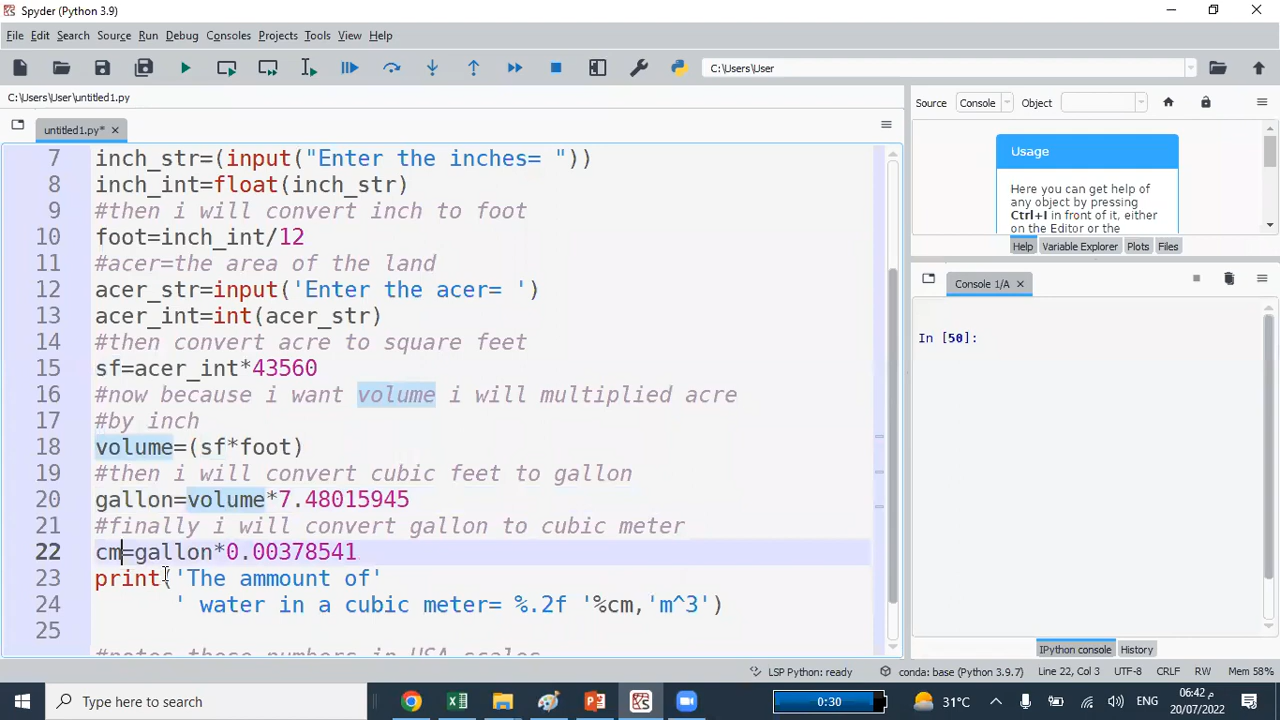 Spyder (Python 3.9)
File Edit Search Source Run Debug Consoles Projects Tools View Help
C:\Users\User
C:\Users\User\untitled1.py
untitled1.py*
7 inch_str=(input("Enter the inches= "))
8 inch_int=float(inch_str)
9 #then i will convert inch to foot
10 foot=inch_int/12
11 #acer=the area of the land
12 acer_str=input('Enter the acer= ')
13 acer_int=int(acer_str)
14 #then convert acre to square feet
15 sf=acer_int*43560
16 #now because i want volume i will multiplied acre
17 #by inch
18 volume=(sf*foot)
19 #then i will convert cubic feet to gallon
20 gallon=volume*7.48015945
21 #finally i will convert gallon to cubic meter
22 cm=gallon*0.00378541
23 print('The ammount of'
24 ' water in a cubic meter= %.2f '%cm,'m^3')
25
#notes these numbers in USA scales
Source Console Object
Usage
Here you can get help of
any object by pressing
Ctrl+I in front of it, either
on the Editor or the
Help Variable Explorer Plots Files
Console 1/A
In [50]:
IPython console History
LSP Python: ready conda: base (Python 3.9.7) Line 22, Col 3 UTF-8 CRLF RW Mem 58%
Type here to search
0:30
31°C
ENG
06:42 م
20/07/2022